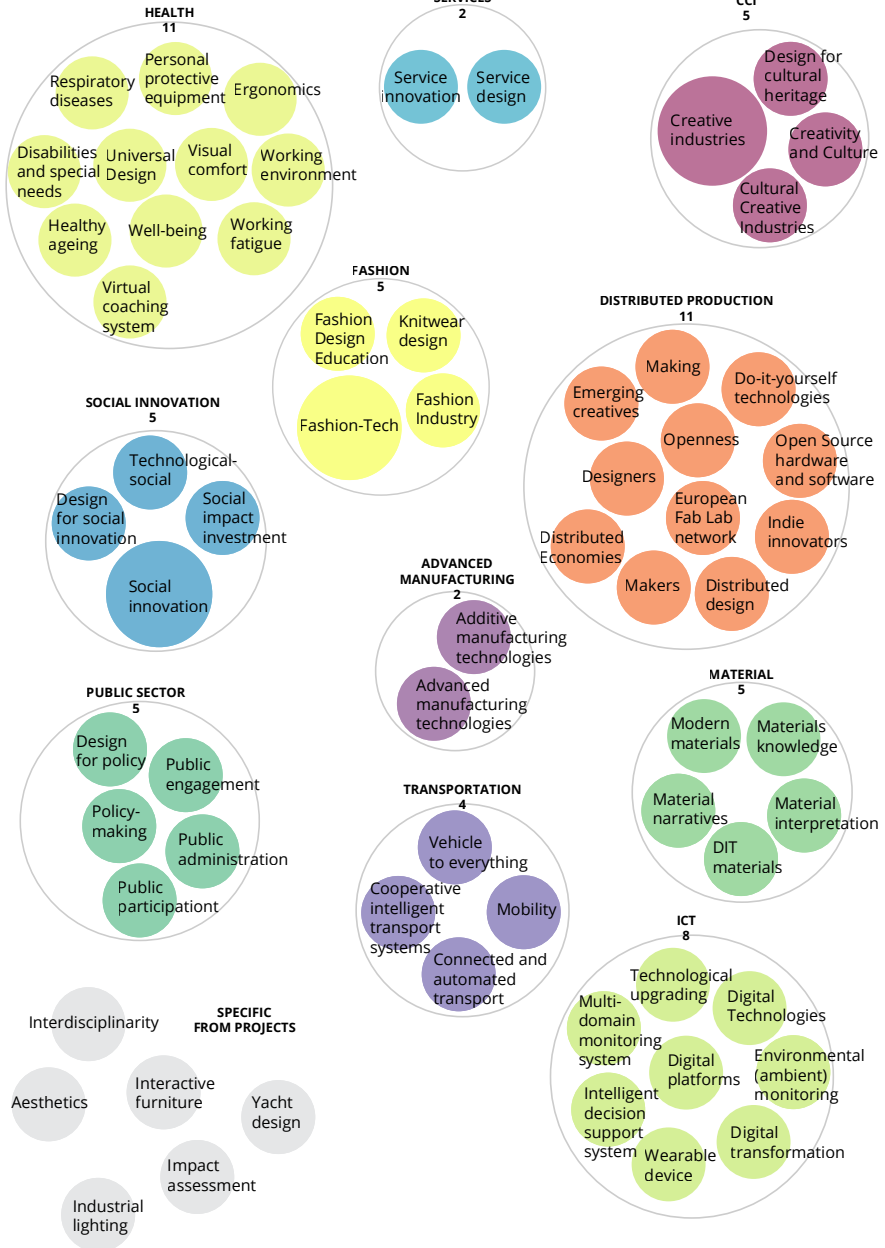 HEALTH
11
Respiratory
diseases
Personal
protective
equipment
Ergonomics
Disabilities
and special
needs
Universal
Design
Visual
comfort
Working
environment
Healthy
ageing
Well-being
Working
fatigue
Virtual
coaching
system
SERVICES
2
Service
innovation
Service
design
CCI
5
Design for
cultural
heritage
Creative
industries
Creativity
and Culture
Cultural
Creative
Industries
FASHION
5
Fashion
Design
Education
Knitwear
design
Fashion-Tech
Fashion
Industry
DISTRIBUTED PRODUCTION
11
Making
Do-it-yourself
technologies
Emerging
creatives
Openness
Open Source
hardware
and software
Designers
European
Fab Lab
network
Indie
innovators
Distributed
Economies
Makers
Distributed
design
SOCIAL INNOVATION
5
Technological-
social
Design
for social
innovation
Social
impact
investment
Social
innovation
ADVANCED
MANUFACTURING
2
Additive
manufacturing
technologies
Advanced
manufacturing
technologies
PUBLIC SECTOR
5
Design
for policy
Public
engagement
Policy-
making
Public
administration
Public
participationt
MATERIAL
5
Modern
materials
Materials
knowledge
Material
narratives
Material
interpretation
DIT
materials
TRANSPORTATION
4
Vehicle
to everything
Cooperative
intelligent
transport
systems
Mobility
Connected and
automated
transport
ICT
8
Technological
upgrading
Multi-
domain
monitoring
system
Digital
Technologies
Digital
platforms
Environmental
(ambient)
monitoring
Intelligent
decision
support
system
Wearable
device
Digital
transformation
SPECIFIC
FROM PROJECTS
Interdisciplinarity
Aesthetics
Interactive
furniture
Yacht
design
Impact
assessment
Industrial
lighting